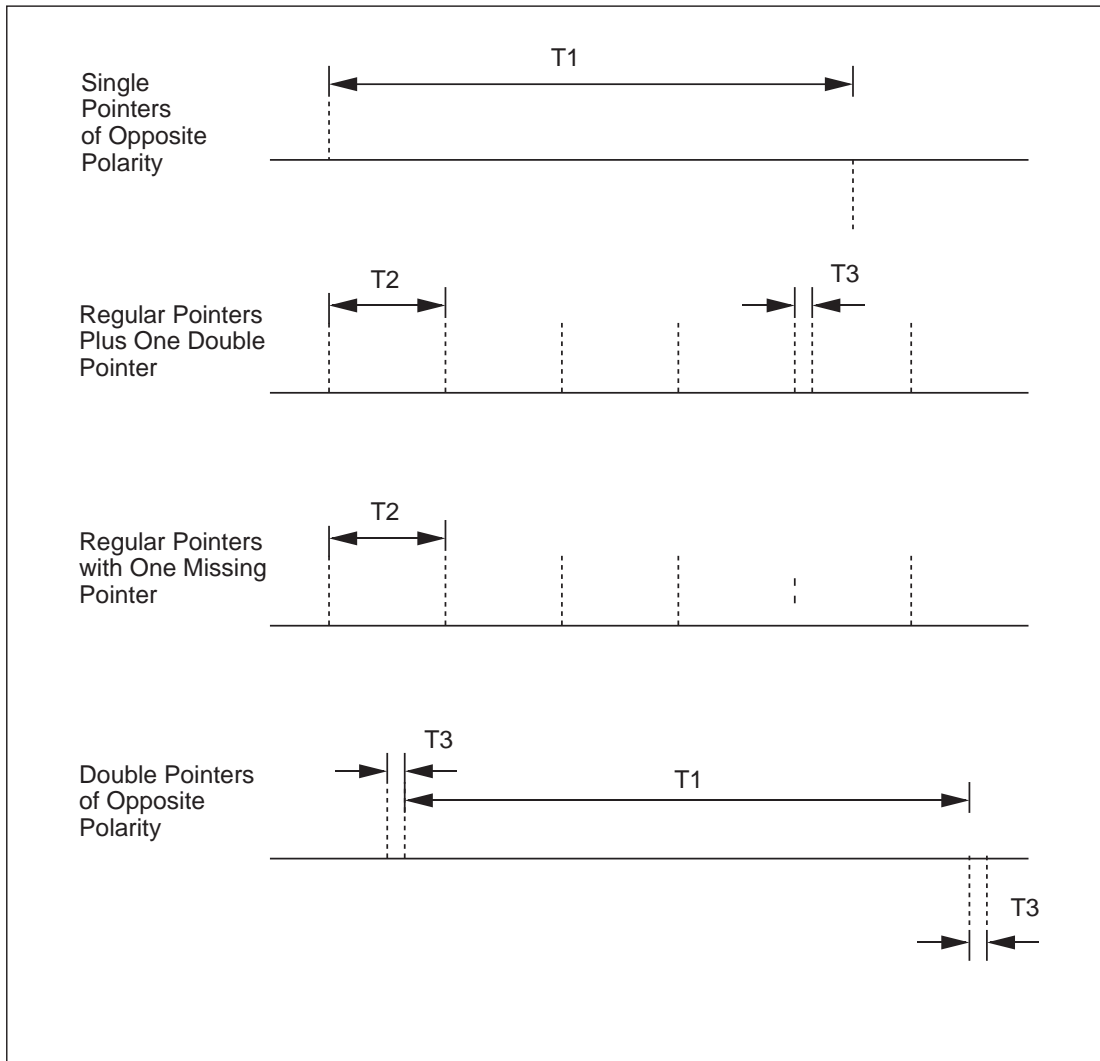 T1
Single
Pointers
of Opposite
Polarity
T2
T3
Regular Pointers
Plus One Double
Pointer
T2
Regular Pointers
with One Missing
Pointer
T3
Double Pointers
of Opposite
Polarity
T1
T3